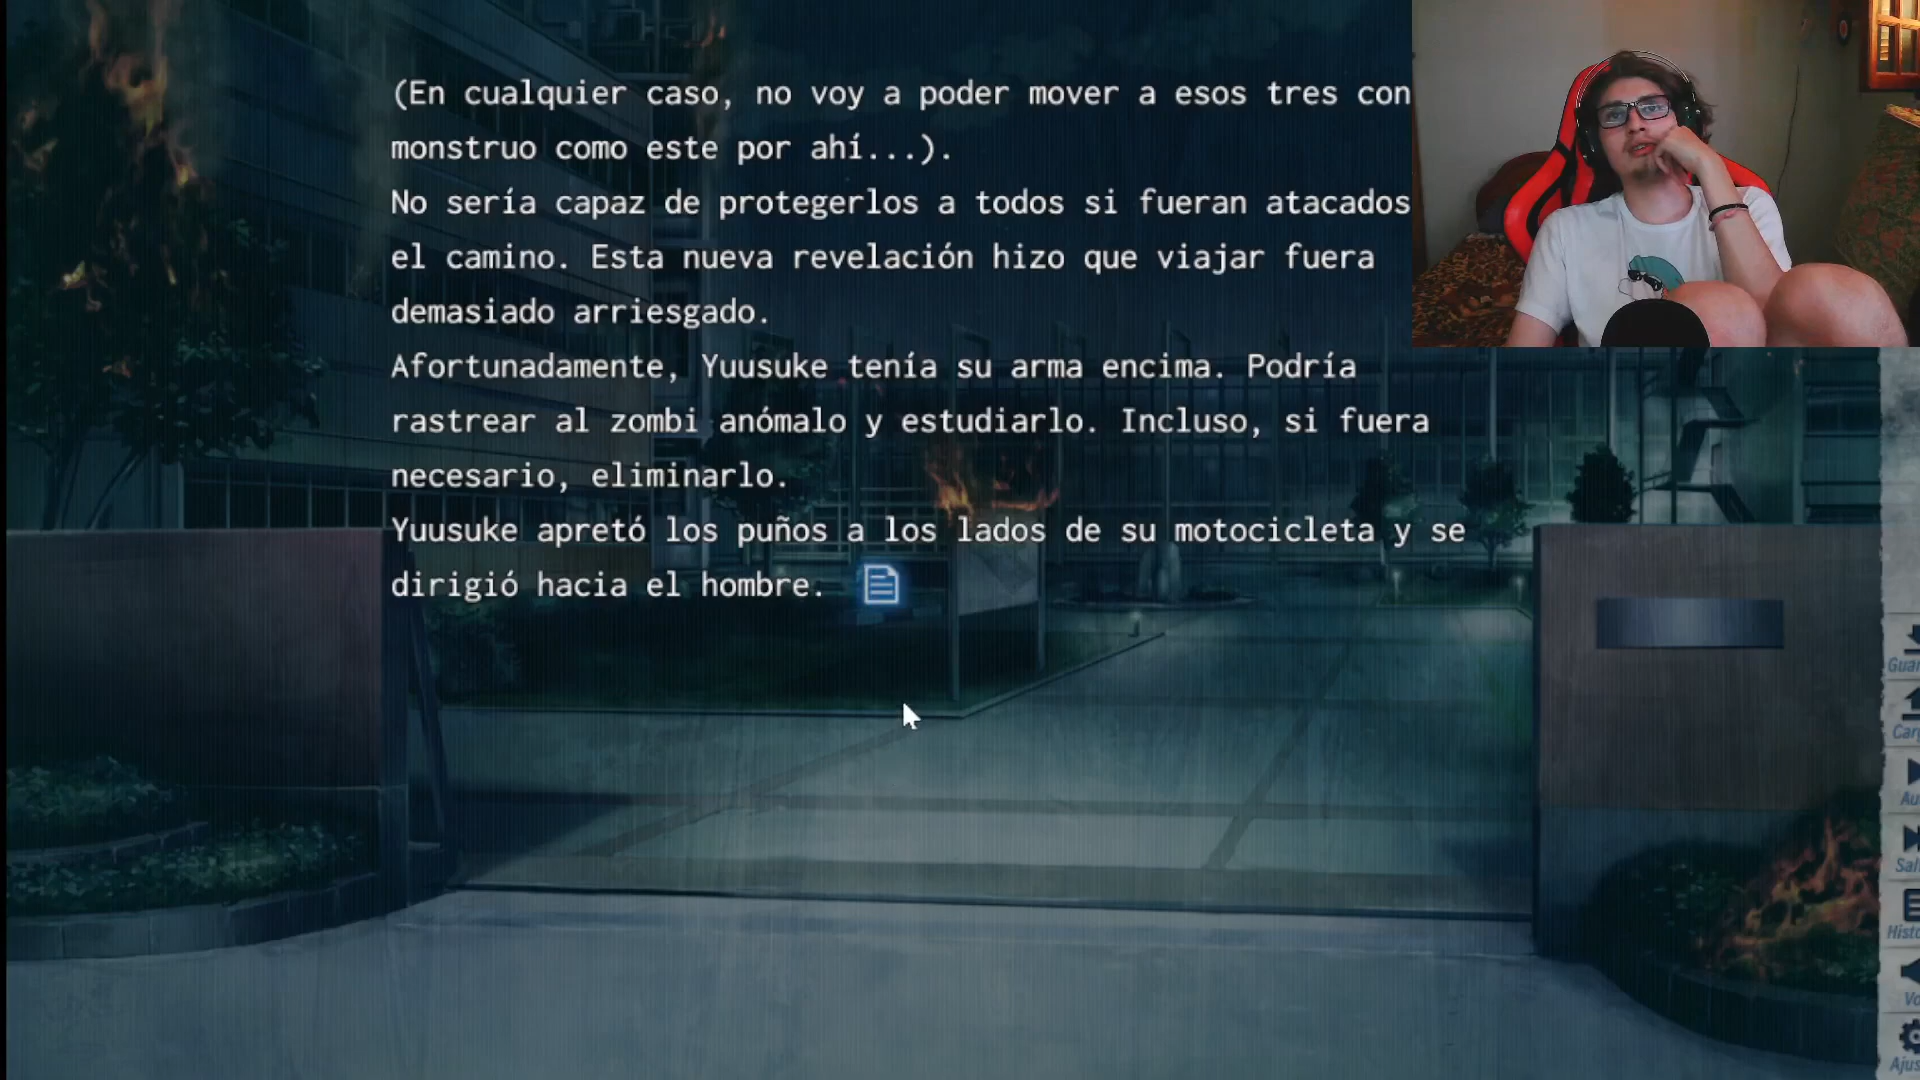 (En cualquier caso, no voy a poder mover a esos tres con
monstruo como este por ahí...).
No sería capaz de protegerlos a todos si fueran atacados
el camino. Esta nueva revelación hizo que viajar fuera
demasiado arriesgado.
Afortunadamente, Yuusuke tenía su arma encima. Podría
rastrear al zombi anómalo y estudiarlo. Incluso, si fuera
necesario, eliminarlo.
Yuusuke apretó los puños a los lados de su motocicleta y se
dirigió hacia el hombre.